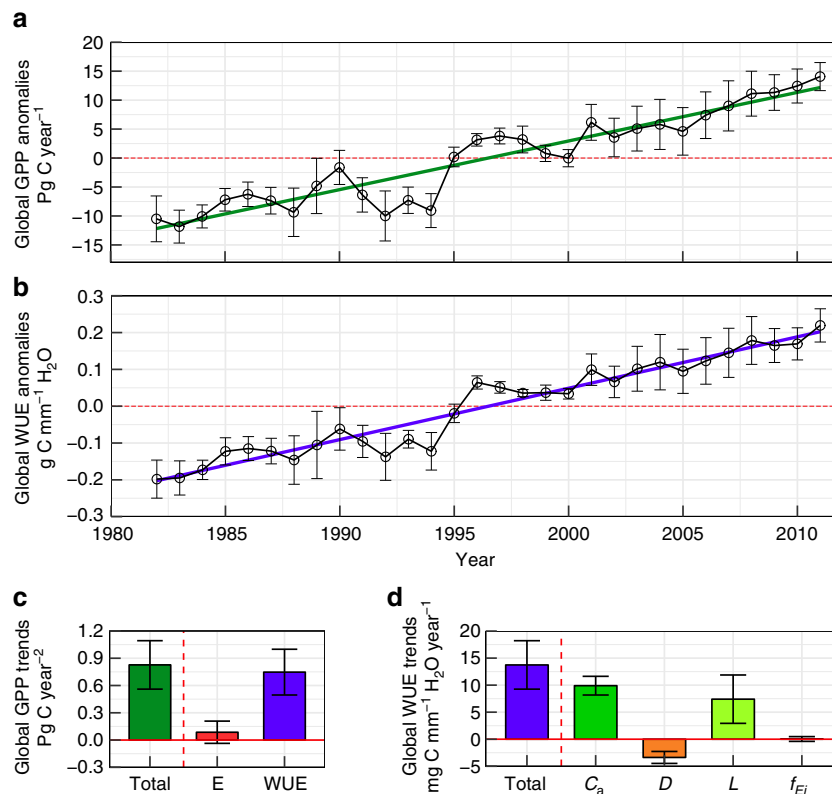 a
Global GPP anomalies
Pg C year⁻¹
20
15
10
5
0
−5
−10
−15
b
Global WUE anomalies
g C mm⁻¹ H₂O
0.3
0.2
0.1
0.0
−0.1
−0.2
−0.3
1980 1985 1990 1995 2000 2005 2010
Year
c
Global GPP trends
Pg C year⁻²
1.2
0.9
0.6
0.3
0.0
−0.3
Total E WUE
d
Global WUE trends
mg C mm⁻¹ H₂O year⁻¹
20
15
10
5
0
−5
Total Cₐ D L f_Ei